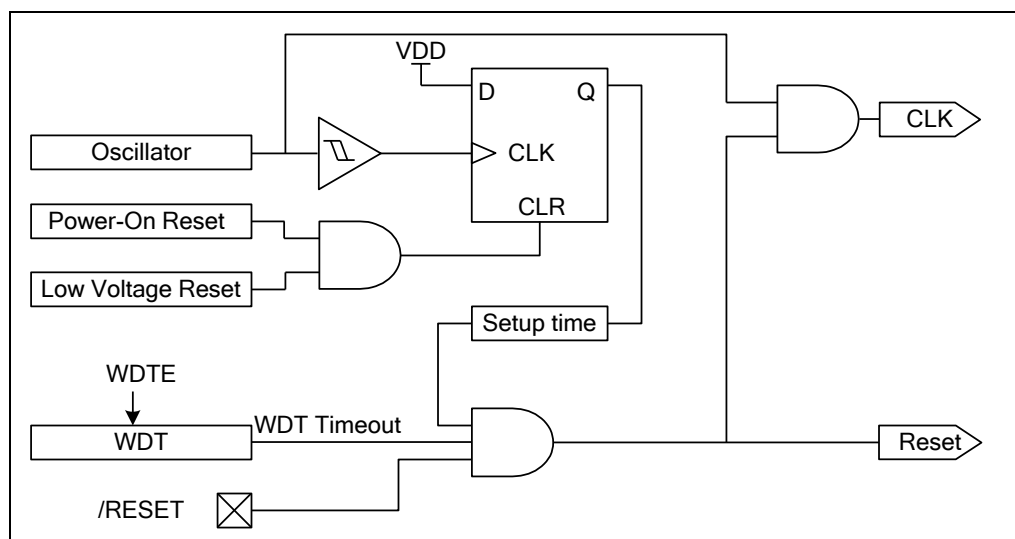 VDD
D Q
CLK
Oscillator
CLK
CLR
Power-On Reset
Low Voltage Reset
Setup time
WDTE
WDT Timeout
WDT
Reset
/RESET